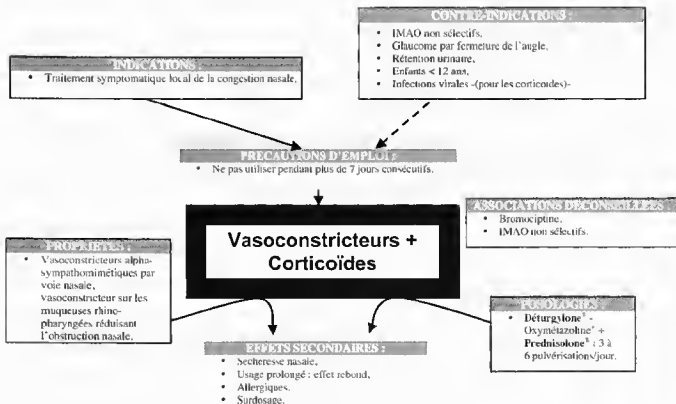 CONTRE-INDICATIONS :
• IMAO non sélectifs,
• Glaucome par fermeture de l'angle,
• Rétention urinaire,
• Enfants < 12 ans,
• Infections virales -(pour les corticoïdes)-
INDICATIONS :
• Traitement symptomatique local de la congestion nasale,
PRECAUTIONS D'EMPLOI :
• Ne pas utiliser pendant plus de 7 jours consécutifs.
ASSOCIATIONS DECONSEILLEES
• Bromociptine,
• IMAO non sélectifs.
Vasoconstricteurs +
Corticoïdes
PROPRIETES :
• Vasoconstricteurs alpha-
sympathomimétiques par
voie nasale,
vasoconstricteur sur les
muqueuses rhino-
pharyngées réduisant
l'obstruction nasale,
POSOLOGIES :
• Déturgylone -
Oxymétazoline +
Prednisolone : 3 à
6 pulvérisations/jour.
EFFETS SECONDAIRES :
• Sècheresse nasale,
• Usage prolongé : effet rebond,
• Allergiques,
• Surdosage,